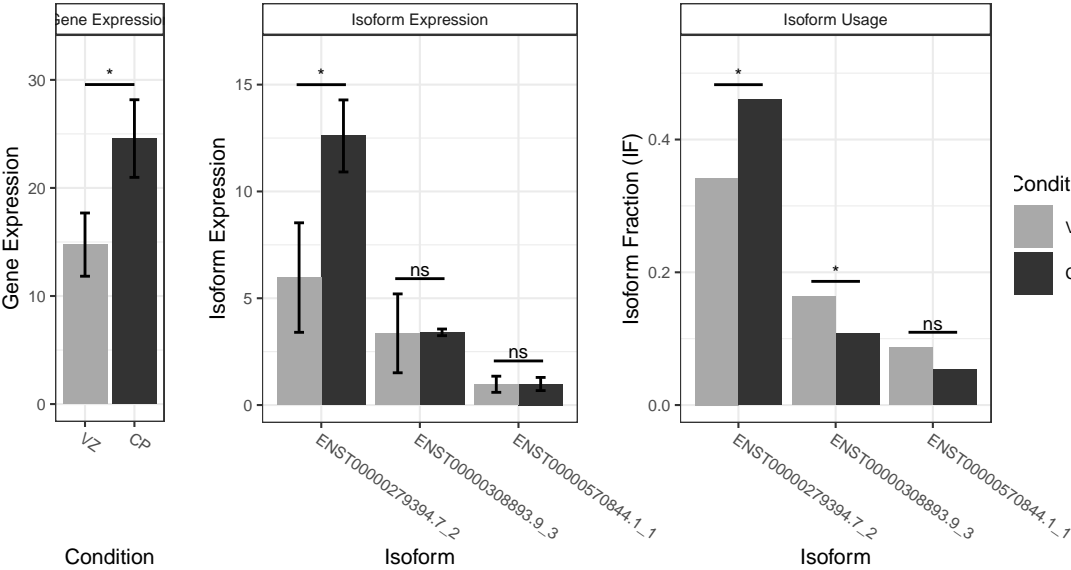 Gene Expression
Isoform Expression
Isoform Usage
Gene Expression
30
20
10
0
*
VZ
CP
Condition
Isoform Expression
15
10
5
0
*
ns
ns
ENST00000279394.7_2
ENST00000308893.9_3
ENST00000570844.1_1
Isoform
Isoform Fraction (IF)
0.4
0.2
0.0
*
*
ns
ENST00000279394.7_2
ENST00000308893.9_3
ENST00000570844.1_1
Isoform
Condit
V